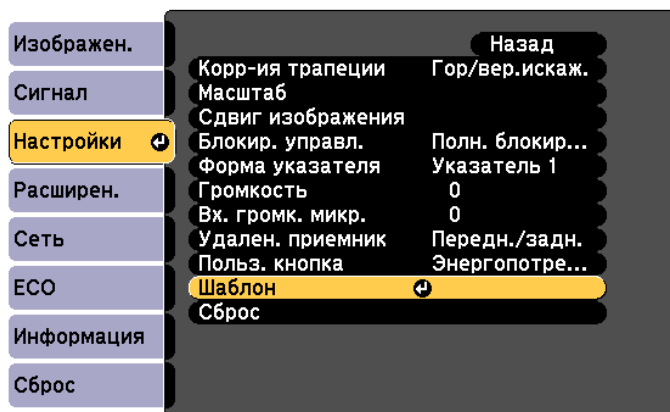 Изображен.
Сигнал
Настройки
Расширен.
Сеть
ECO
Информация
Сброс
Назад
Корр-ия трапеции Гор/вер.искаж.
Масштаб
Сдвиг изображения
Блокир. управл. Полн. блокир...
Форма указателя Указатель 1
Громкость 0
Вх. громк. микр. 0
Удален. приемник Передн./задн.
Польз. кнопка Энергопотре...
Шаблон
Сброс